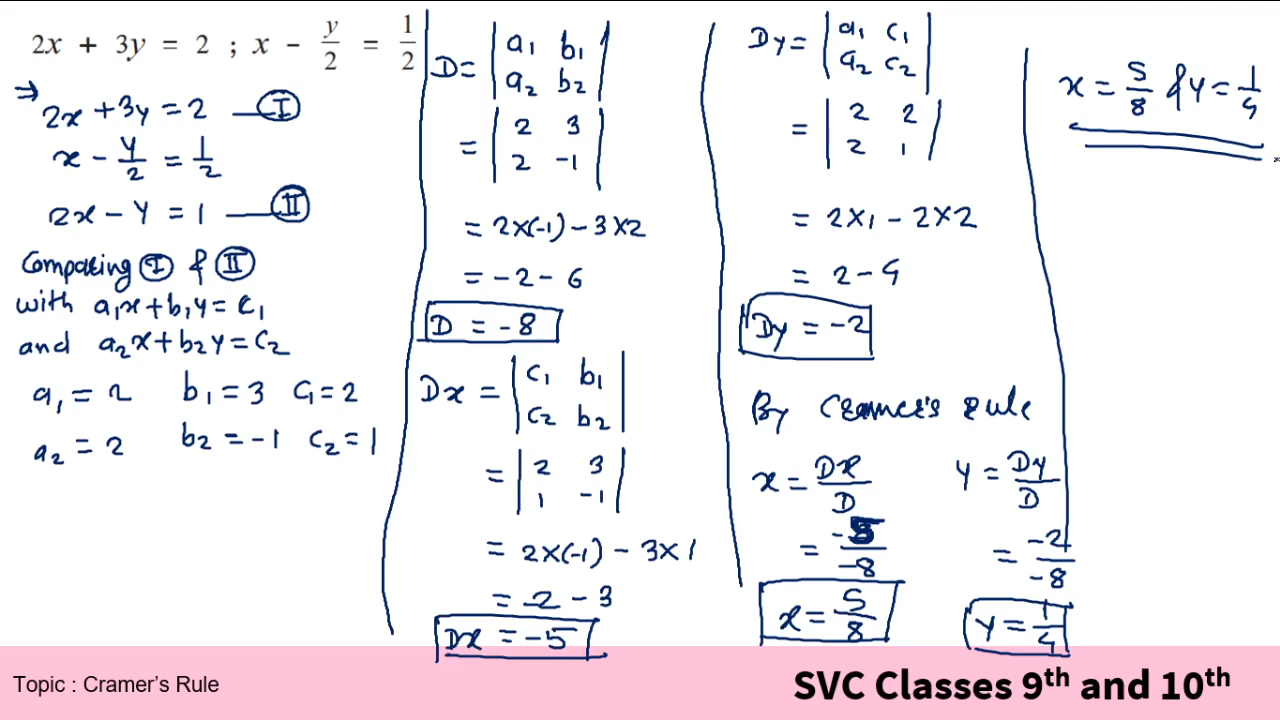 2x + 3y = 2 ; x - y/2 = 1/2
⇒ 2x + 3y = 2 — (I)
x - y/2 = 1/2
2x - y = 1 — (II)
Comparing (I) & (II)
with a₁x + b₁y = c₁
and a₂x + b₂y = c₂
a₁ = 2 b₁ = 3 C₁ = 2
a₂ = 2 b₂ = -1 C₂ = 1
D = | a₁ b₁ |
| a₂ b₂ |
= | 2 3 |
| 2 -1 |
= 2×(-1) - 3×2
= -2 - 6
D = -8
Dx = | c₁ b₁ |
| c₂ b₂ |
= | 2 3 |
| 1 -1 |
= 2×(-1) - 3×1
= -2 - 3
Dx = -5
Dy = | a₁ c₁ |
| a₂ c₂ |
= | 2 2 |
| 2 1 |
= 2×1 - 2×2
= 2 - 4
Dy = -2
By Cramer's rule
x = Dx/D y = Dy/D
= -5/-8 = -2/-8
x = 5/8 y = 1/4
x = 5/8 & y = 1/4
Topic : Cramer's Rule
SVC Classes 9th and 10th